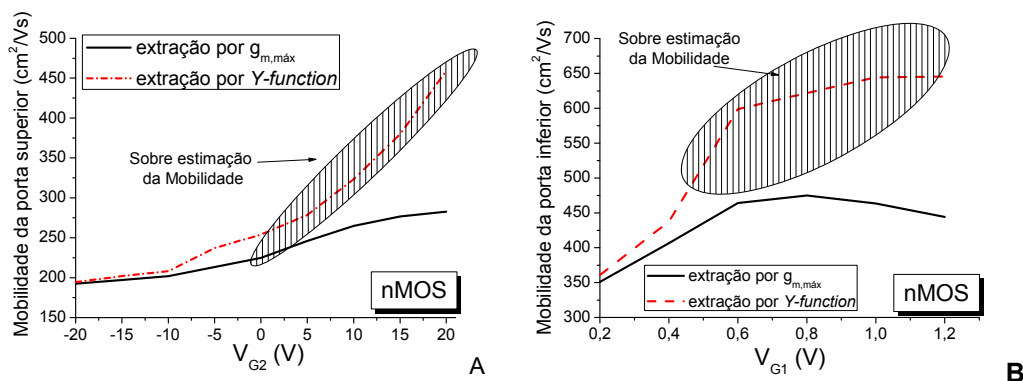 Mobilidade da porta superior (cm²/Vs)
500
450
400
350
300
250
200
150
extração por g_m,máx
extração por Y-function
Sobre estimação
da Mobilidade
nMOS
-20 -15 -10 -5 0 5 10 15 20
V_G2 (V)
A
Mobilidade da porta inferior (cm²/Vs)
700
650
600
550
500
450
400
350
300
Sobre estimação
da Mobilidade
extração por g_m,máx
extração por Y-function
nMOS
0,2 0,4 0,6 0,8 1,0 1,2
V_G1 (V)
B